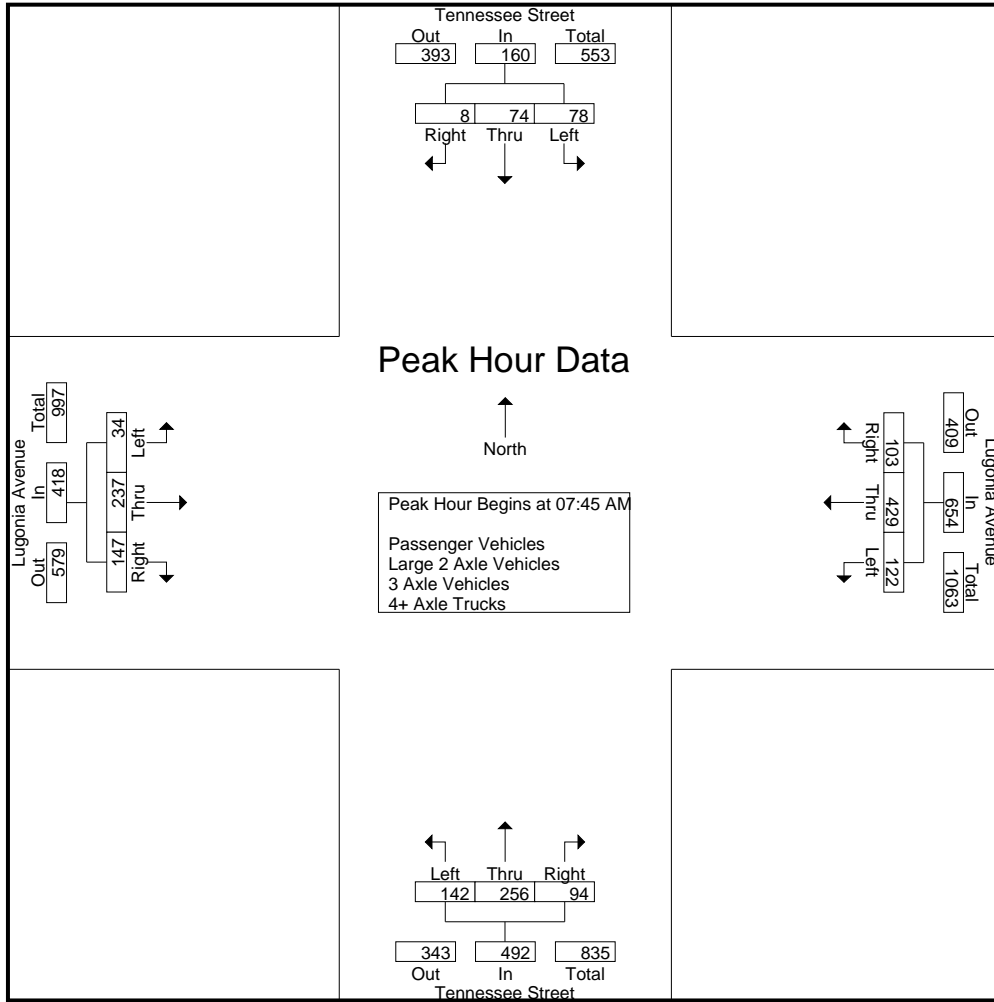 Tennessee Street
Out In Total
393 160 553
8 74 78
Right Thru Left
Peak Hour Data
North
Peak Hour Begins at 07:45 AM
Passenger Vehicles
Large 2 Axle Vehicles
3 Axle Vehicles
4+ Axle Trucks
Lugonia Avenue
Out In Total
579 418 997
147 237 34
Right Thru Left
Lugonia Avenue
Out In Total
409 654 1063
103 429 122
Right Thru Left
Left Thru Right
142 256 94
343 492 835
Out In Total
Tennessee Street